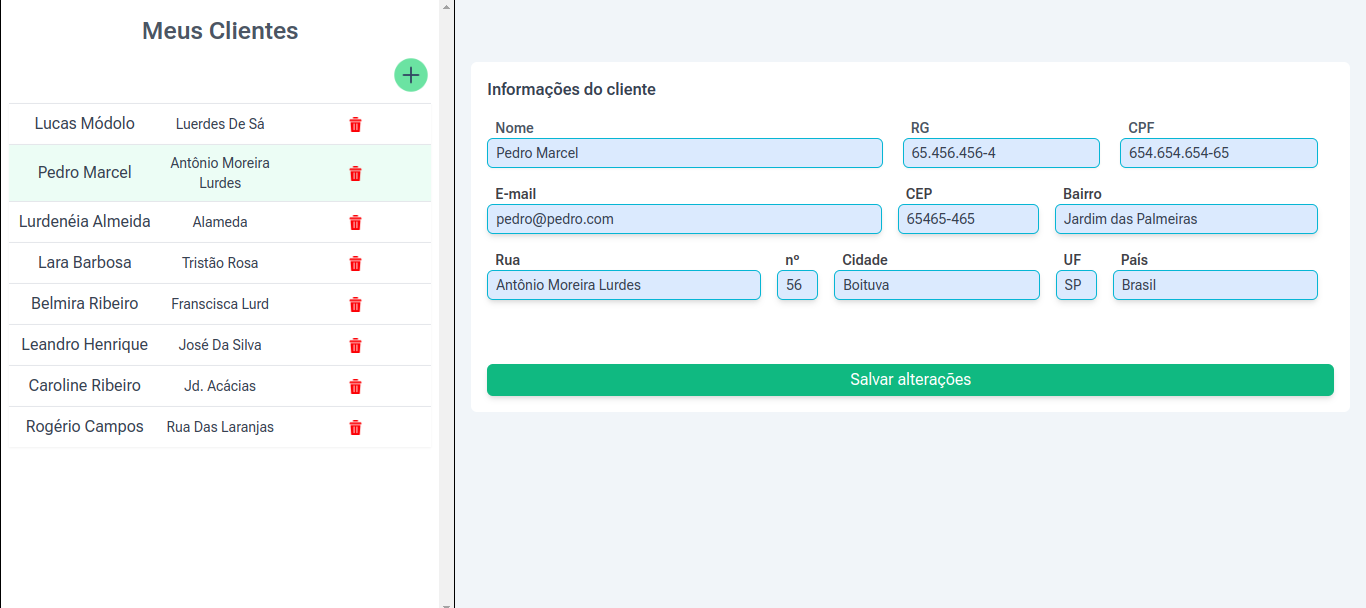 Meus Clientes
Lucas Módolo Luerdes De Sá
Pedro Marcel Antônio Moreira
Lurdes
Lurdenéia Almeida Alameda
Lara Barbosa Tristão Rosa
Belmira Ribeiro Franscisca Lurd
Leandro Henrique José Da Silva
Caroline Ribeiro Jd. Acácias
Rogério Campos Rua Das Laranjas
Informações do cliente
Nome RG CPF
Pedro Marcel 65.456.456-4 654.654.654-65
E-mail CEP Bairro
pedro@pedro.com 65465-465 Jardim das Palmeiras
Rua nº Cidade UF País
Antônio Moreira Lurdes 56 Boituva SP Brasil
Salvar alterações